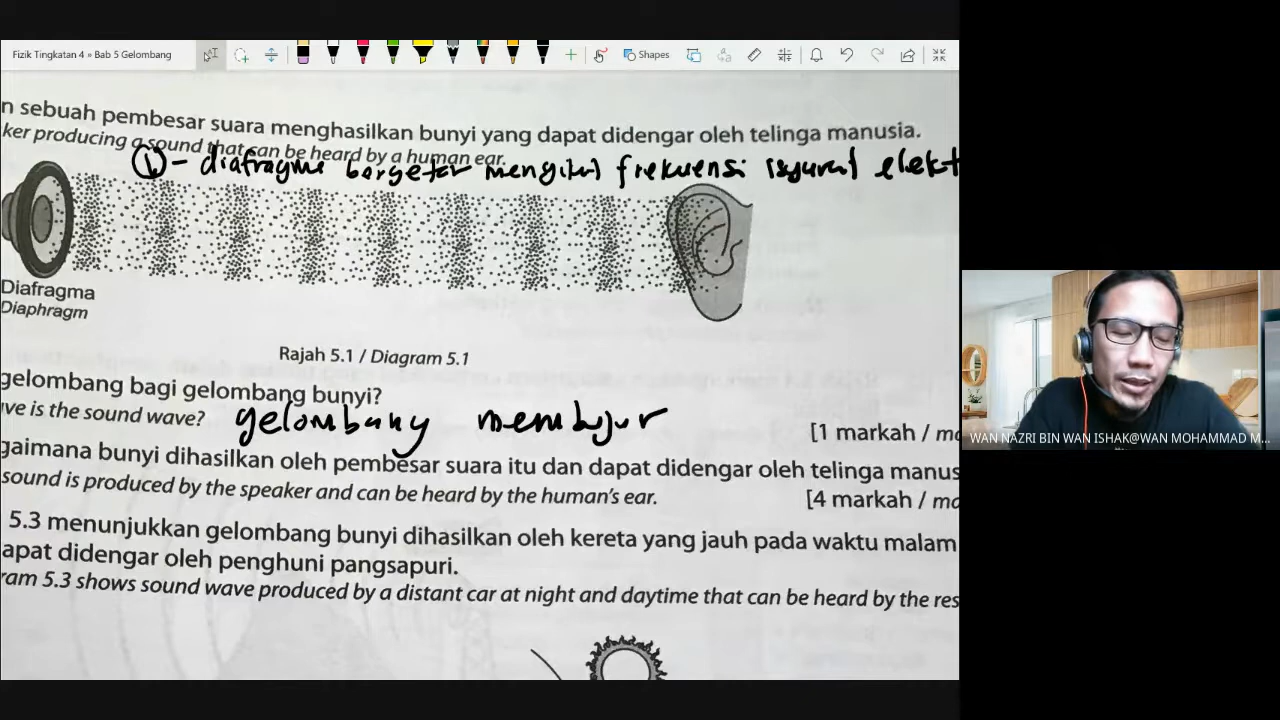 Fizik Tingkatan 4 » Bab 5 Gelombang
Shapes
n sebuah pembesar suara menghasilkan bunyi yang dapat didengar oleh telinga manusia.
ker producing a sound that can be heard by a human ear.
① - diafragma bergetar mengikut frekuensi isyarat elekt
Diafragma
Diaphragm
Rajah 5.1 / Diagram 5.1
gelombang bagi gelombang bunyi?
ve is the sound wave?
gelombang membujur
[1 markah / ma
gaimana bunyi dihasilkan oleh pembesar suara itu dan dapat didengar oleh telinga manus
sound is produced by the speaker and can be heard by the human's ear.
[4 markah / ma
5.3 menunjukkan gelombang bunyi dihasilkan oleh kereta yang jauh pada waktu malam
apat didengar oleh penghuni pangsapuri.
ram 5.3 shows sound wave produced by a distant car at night and daytime that can be heard by the res
WAN NAZRI BIN WAN ISHAK@WAN MOHAMMAD M...